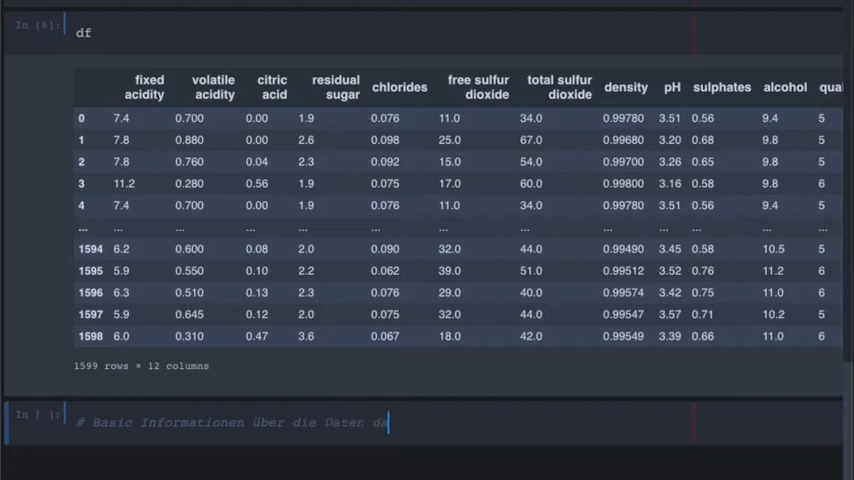 In [6]:
df
fixed acidity volatile acidity citric acid residual sugar chlorides free sulfur dioxide total sulfur dioxide density pH sulphates alcohol qua
0 7.4 0.700 0.00 1.9 0.076 11.0 34.0 0.99780 3.51 0.56 9.4 5
1 7.8 0.880 0.00 2.6 0.098 25.0 67.0 0.99680 3.20 0.68 9.8 5
2 7.8 0.760 0.04 2.3 0.092 15.0 54.0 0.99700 3.26 0.65 9.8 5
3 11.2 0.280 0.56 1.9 0.075 17.0 60.0 0.99800 3.16 0.58 9.8 6
4 7.4 0.700 0.00 1.9 0.076 11.0 34.0 0.99780 3.51 0.56 9.4 5
... ... ... ... ... ... ... ... ... ... ... ... ...
1594 6.2 0.600 0.08 2.0 0.090 32.0 44.0 0.99490 3.45 0.58 10.5 5
1595 5.9 0.550 0.10 2.2 0.062 39.0 51.0 0.99512 3.52 0.76 11.2 6
1596 6.3 0.510 0.13 2.3 0.076 29.0 40.0 0.99574 3.42 0.75 11.0 6
1597 5.9 0.645 0.12 2.0 0.075 32.0 44.0 0.99547 3.57 0.71 10.2 5
1598 6.0 0.310 0.47 3.6 0.067 18.0 42.0 0.99549 3.39 0.66 11.0 6
1599 rows × 12 columns
In [ ]:
# Basic Informationen über die Daten da